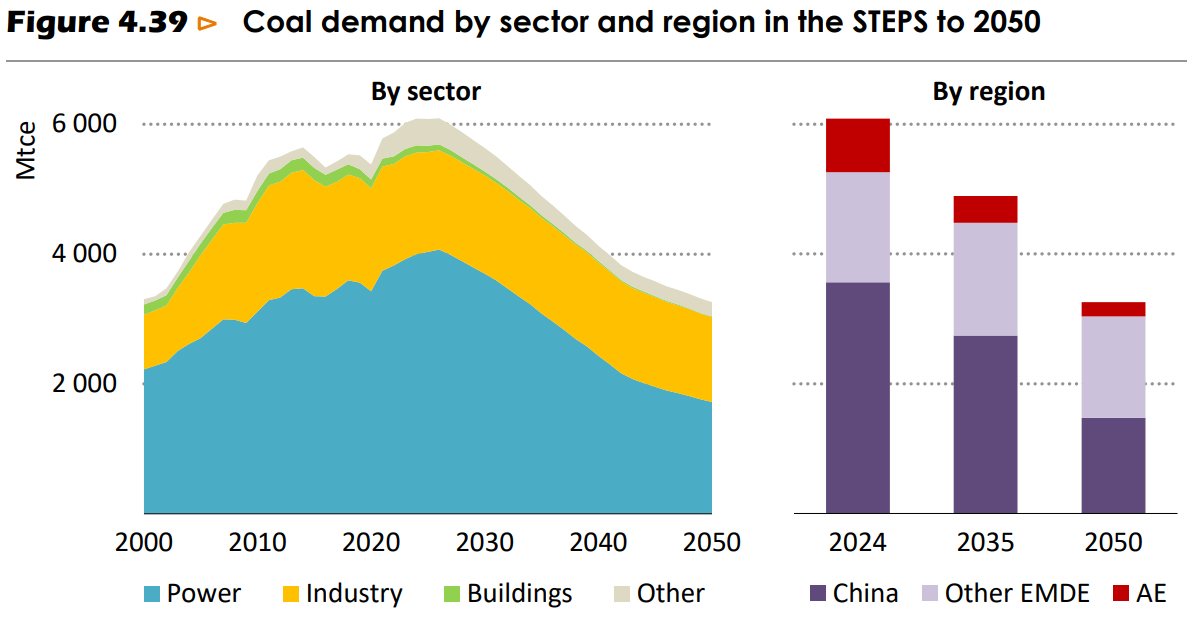 Figure 4.39 ▻ Coal demand by sector and region in the STEPS to 2050
By sector
Mtce
6 000
4 000
2 000
2000 2010 2020 2030 2040 2050
Power Industry Buildings Other
By region
2024 2035 2050
China Other EMDE AE